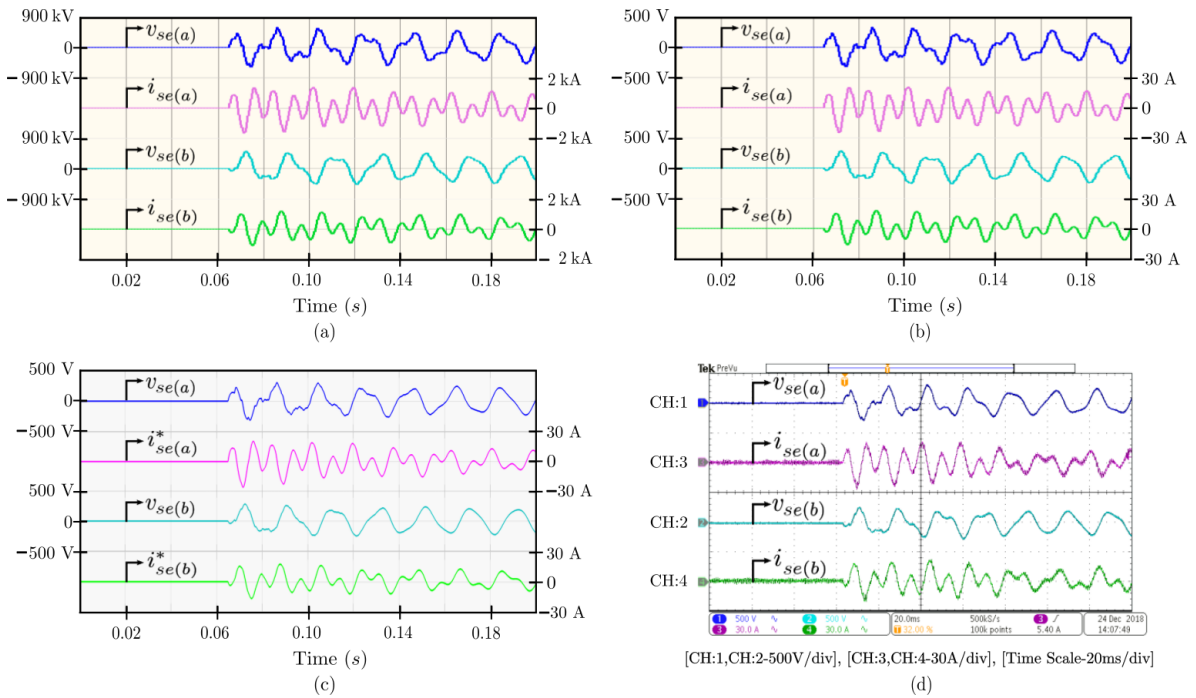 900 kV
0
−900 kV
900 kV
0
−900 kV
v_se(a)
i_se(a)
v_se(b)
i_se(b)
2 kA
0
−2 kA
2 kA
0
2 kA
0.02 0.06 0.10 0.14 0.18
Time (s)
(a)
500 V
0
−500 V
500 V
0
−500 V
v_se(a)
i_se(a)
v_se(b)
i_se(b)
30 A
0
−30 A
30 A
0
−30 A
0.02 0.06 0.10 0.14 0.18
Time (s)
(b)
500 V
0
−500 V
500 V
0
−500 V
v_se(a)
i*_se(a)
v_se(b)
i*_se(b)
30 A
0
−30 A
30 A
0
−30 A
0.02 0.06 0.10 0.14 0.18
Time (s)
(c)
Tek PreVu
CH:1
CH:3
CH:2
CH:4
v_se(a)
i_se(a)
v_se(b)
i_se(b)
1 500 V 2 500 V 20.0ms 500kS/s 3 24 Dec 2018
3 30.0 A 4 30.0 A T 32.00 % 100k points 5.40 A 14:07:49
[CH:1,CH:2-500V/div], [CH:3,CH:4-30A/div], [Time Scale-20ms/div]
(d)